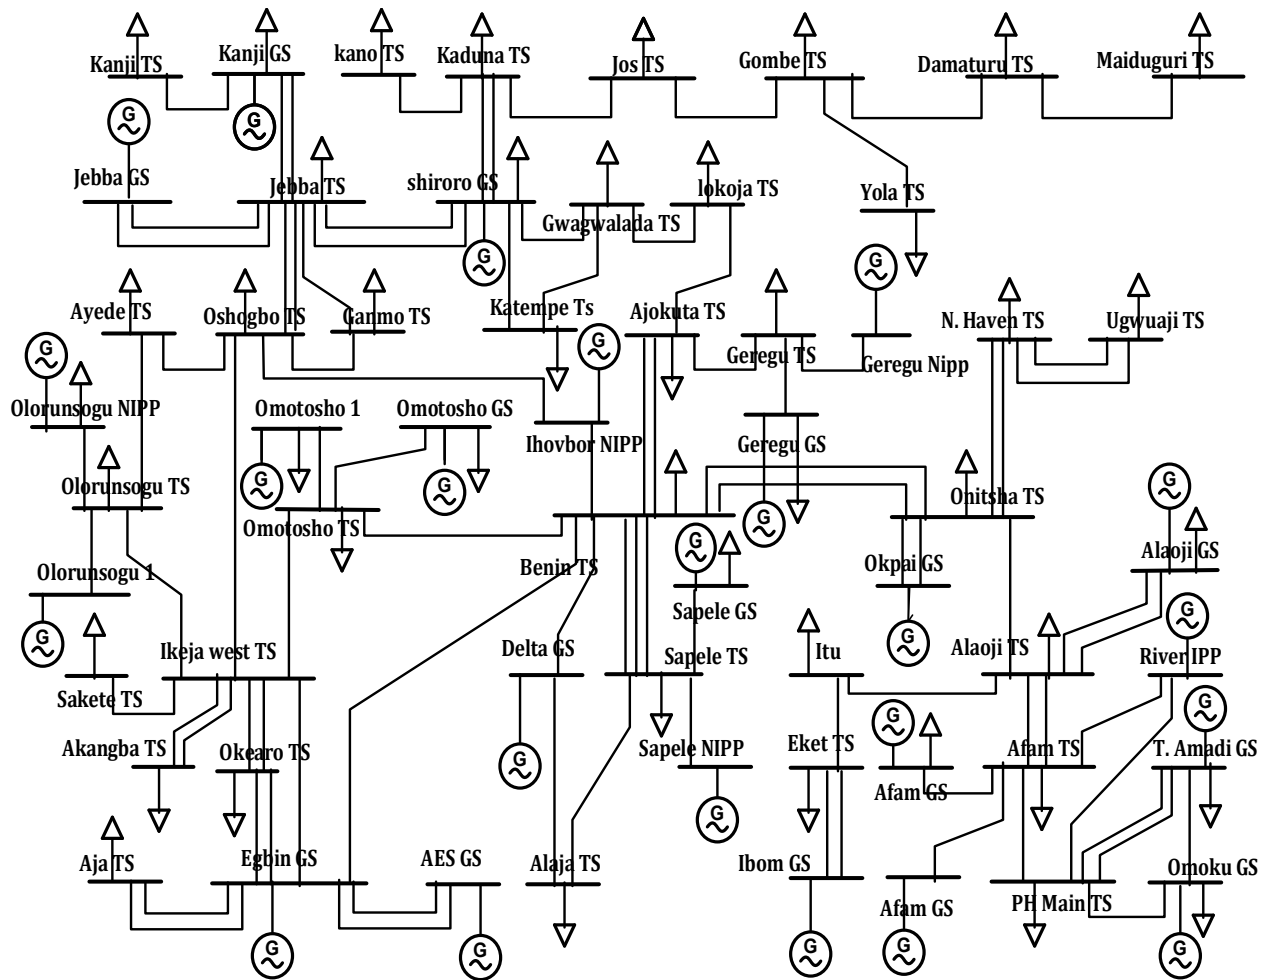 Kanji TS
Kanji GS
kano TS
Kaduna TS
Jos TS
Gombe TS
Damaturu TS
Maiduguri TS
G
G
Jebba GS
Jebba TS
shiroro GS
Gwagwalada TS
lokoja TS
Yola TS
G
G
Ayede TS
Oshogbo TS
Ganmo TS
Katempe Ts
Ajokuta TS
Geregu TS
Geregu Nipp
N. Haven TS
Ugwuaji TS
G
G
Olorunsogu NIPP
Omotosho 1
Omotosho GS
Ihovbor NIPP
Geregu GS
Olorunsogu TS
G
G
Omotosho TS
Onitsha TS
G
G
G
Olorunsogu 1
Benin TS
Sapele GS
Okpai GS
Alaoji GS
G
G
G
Ikeja west TS
Delta GS
Sapele TS
Itu
Alaoji TS
River IPP
Sakete TS
G
G
Akangba TS
Okearo TS
Sapele NIPP
Eket TS
Afam TS
T. Amadi GS
G
Afam GS
G
Aja TS
Egbin GS
AES GS
Alaja TS
Ibom GS
Afam GS
PH Main TS
Omoku GS
G
G
G
G
G